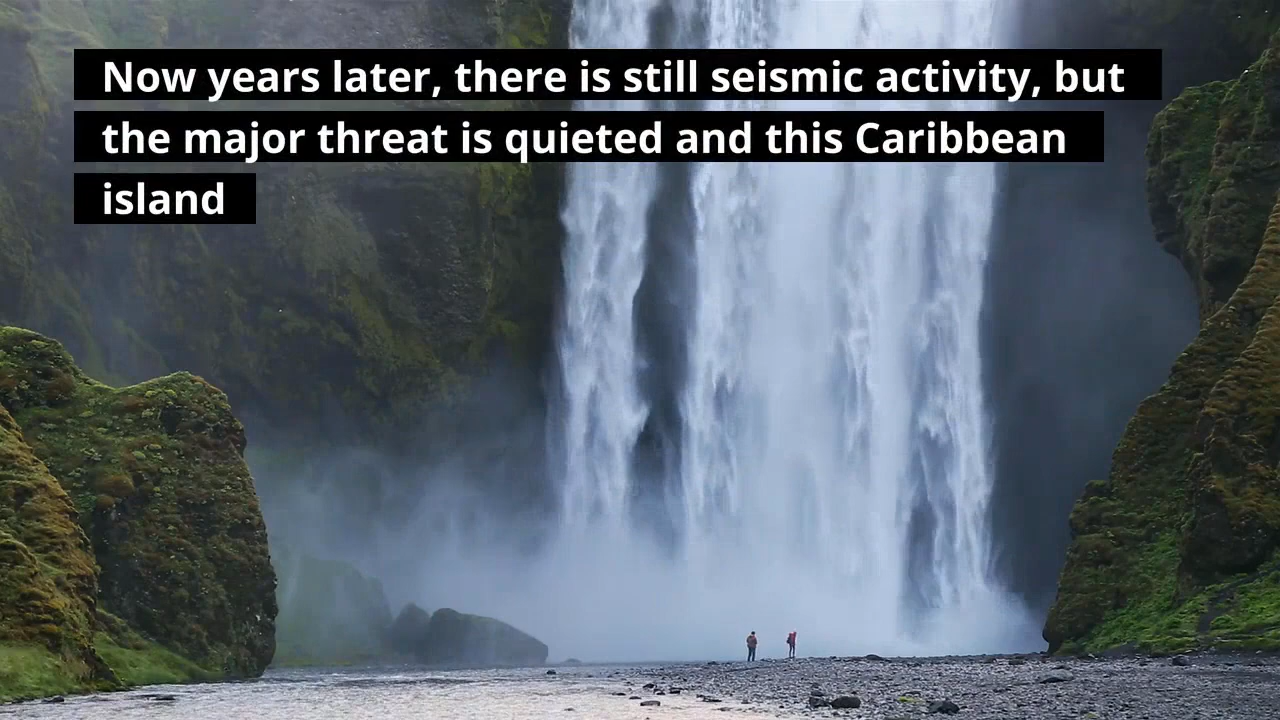 Now years later, there is still seismic activity, but
the major threat is quieted and this Caribbean
island